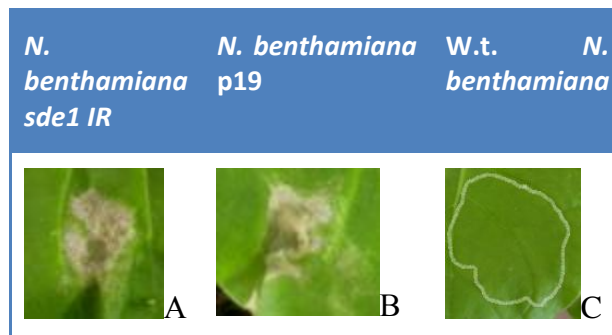 N.
benthamiana
sde1 IR
N. benthamiana
p19
W.t. N.
benthamiana
A
B
C